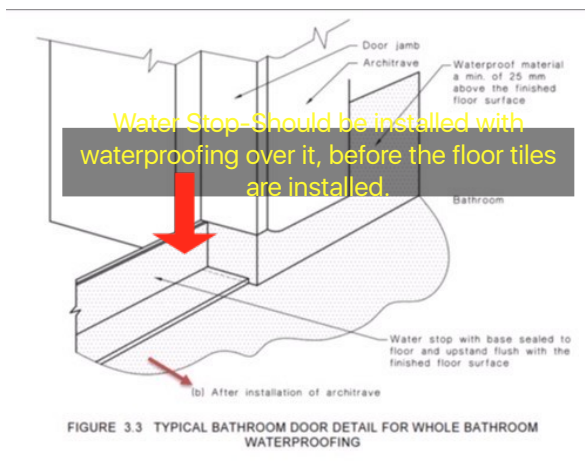 Door jamb
Architrave
Waterproof material
a min. of 25 mm
above the finished
floor surface
Water Stop-Should be installed with
waterproofing over it, before the floor tiles
are installed.
Bathroom
Water stop with base sealed to
floor and upstand flush with the
finished floor surface
(b) After installation of architrave
FIGURE 3.3 TYPICAL BATHROOM DOOR DETAIL FOR WHOLE BATHROOM
WATERPROOFING